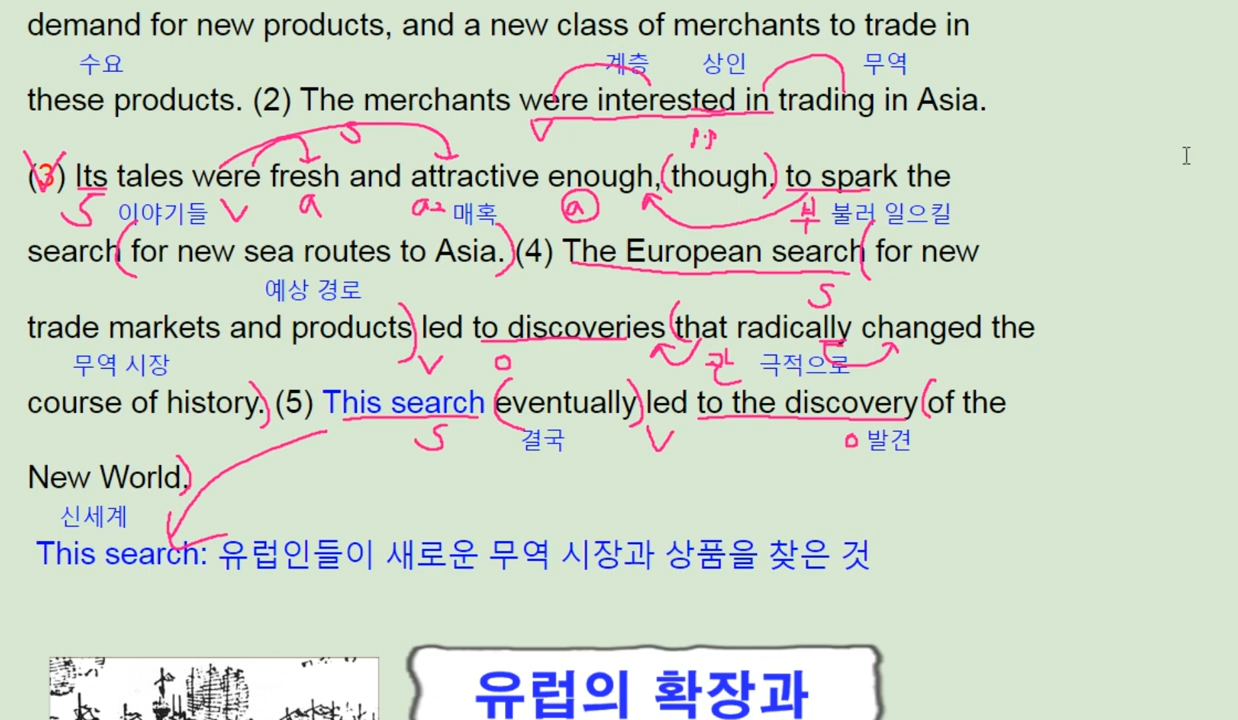 demand for new products, and a new class of merchants to trade in
수요 계층 상인 무역
these products. (2) The merchants were interested in trading in Asia.
V p.p
S
(3) Its tales were fresh and attractive enough, (though,) to spark the
S 이야기들 V a a2 매혹 a 부 불러 일으킬
search (for new sea routes to Asia.) (4) The European search (for new
예상 경로 S
trade markets and products) led to discoveries (that radically changed the
무역 시장 V o 관 극적으로
course of history.) (5) This search (eventually) led to the discovery (of the
S 결국 V o 발견
New World.)
신세계
This search: 유럽인들이 새로운 무역 시장과 상품을 찾은 것
유럽의 확장과